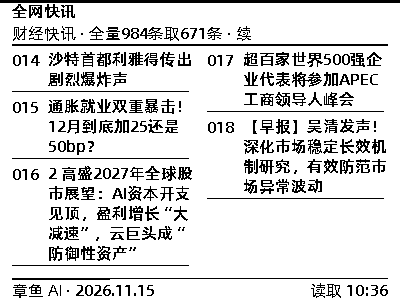 全网快讯
财经快讯·全量984条取671条·续
014 沙特首都利雅得传出
剧烈爆炸声
015 通胀就业双重暴击！
12月到底加25还是
50bp？
016 2 高盛2027年全球股
市展望：AI资本开支
见顶，盈利增长“大
减速”，云巨头成“
防御性资产”
017 超百家世界500强企
业代表将参加APEC
工商领导人峰会
018 【早报】吴清发声！
深化市场稳定长效机
制研究，有效防范市
场异常波动
章鱼 AI·2026.11.15
读取 10:36